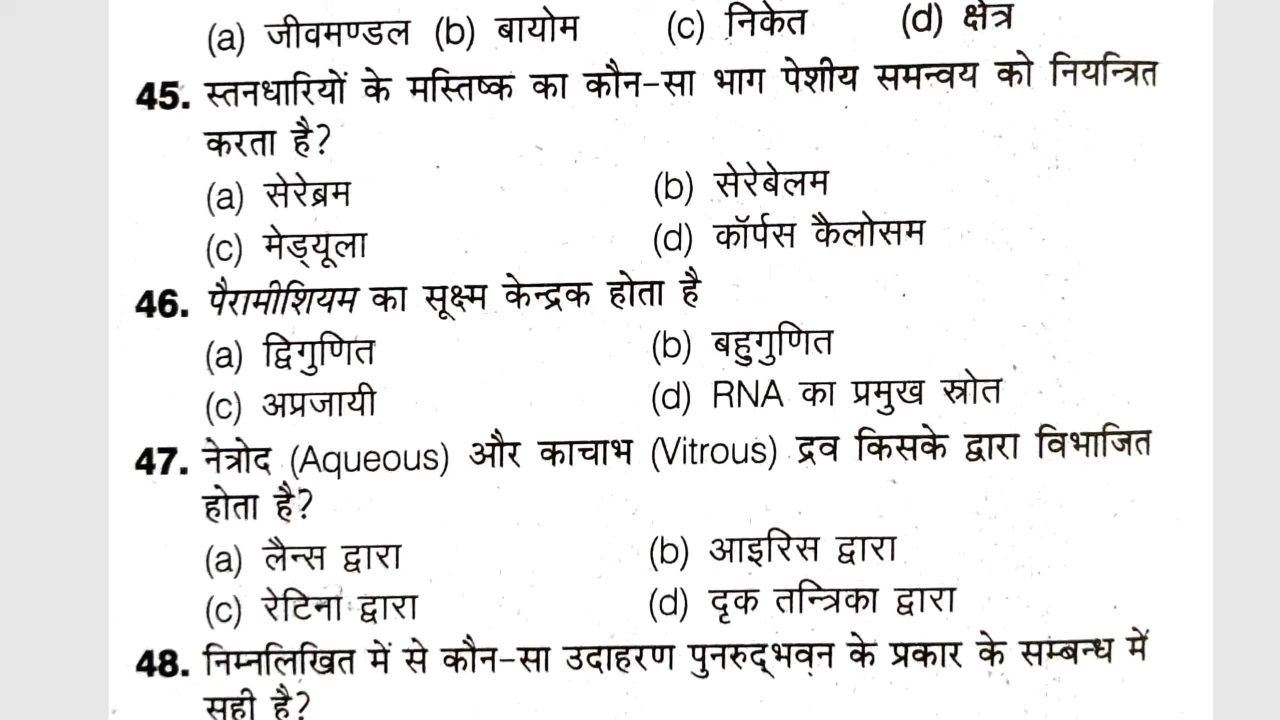 (a) जीवमण्डल (b) बायोम (c) निकेत (d) क्षेत्र
45. स्तनधारियों के मस्तिष्क का कौन-सा भाग पेशीय समन्वय को नियन्त्रित
करता है?
(a) सेरेब्रम (b) सेरेबेलम
(c) मेड्यूला (d) कॉर्पस कैलोसम
46. पैरामीशियम का सूक्ष्म केन्द्रक होता है
(a) द्विगुणित (b) बहुगुणित
(c) अप्रजायी (d) RNA का प्रमुख स्रोत
47. नेत्रोद (Aqueous) और काचाभ (Vitrous) द्रव किसके द्वारा विभाजित
होता है?
(a) लैन्स द्वारा (b) आइरिस द्वारा
(c) रेटिना द्वारा (d) दृक तन्त्रिका द्वारा
48. निम्नलिखित में से कौन-सा उदाहरण पुनरुद्भवन के प्रकार के सम्बन्ध में
सही है?